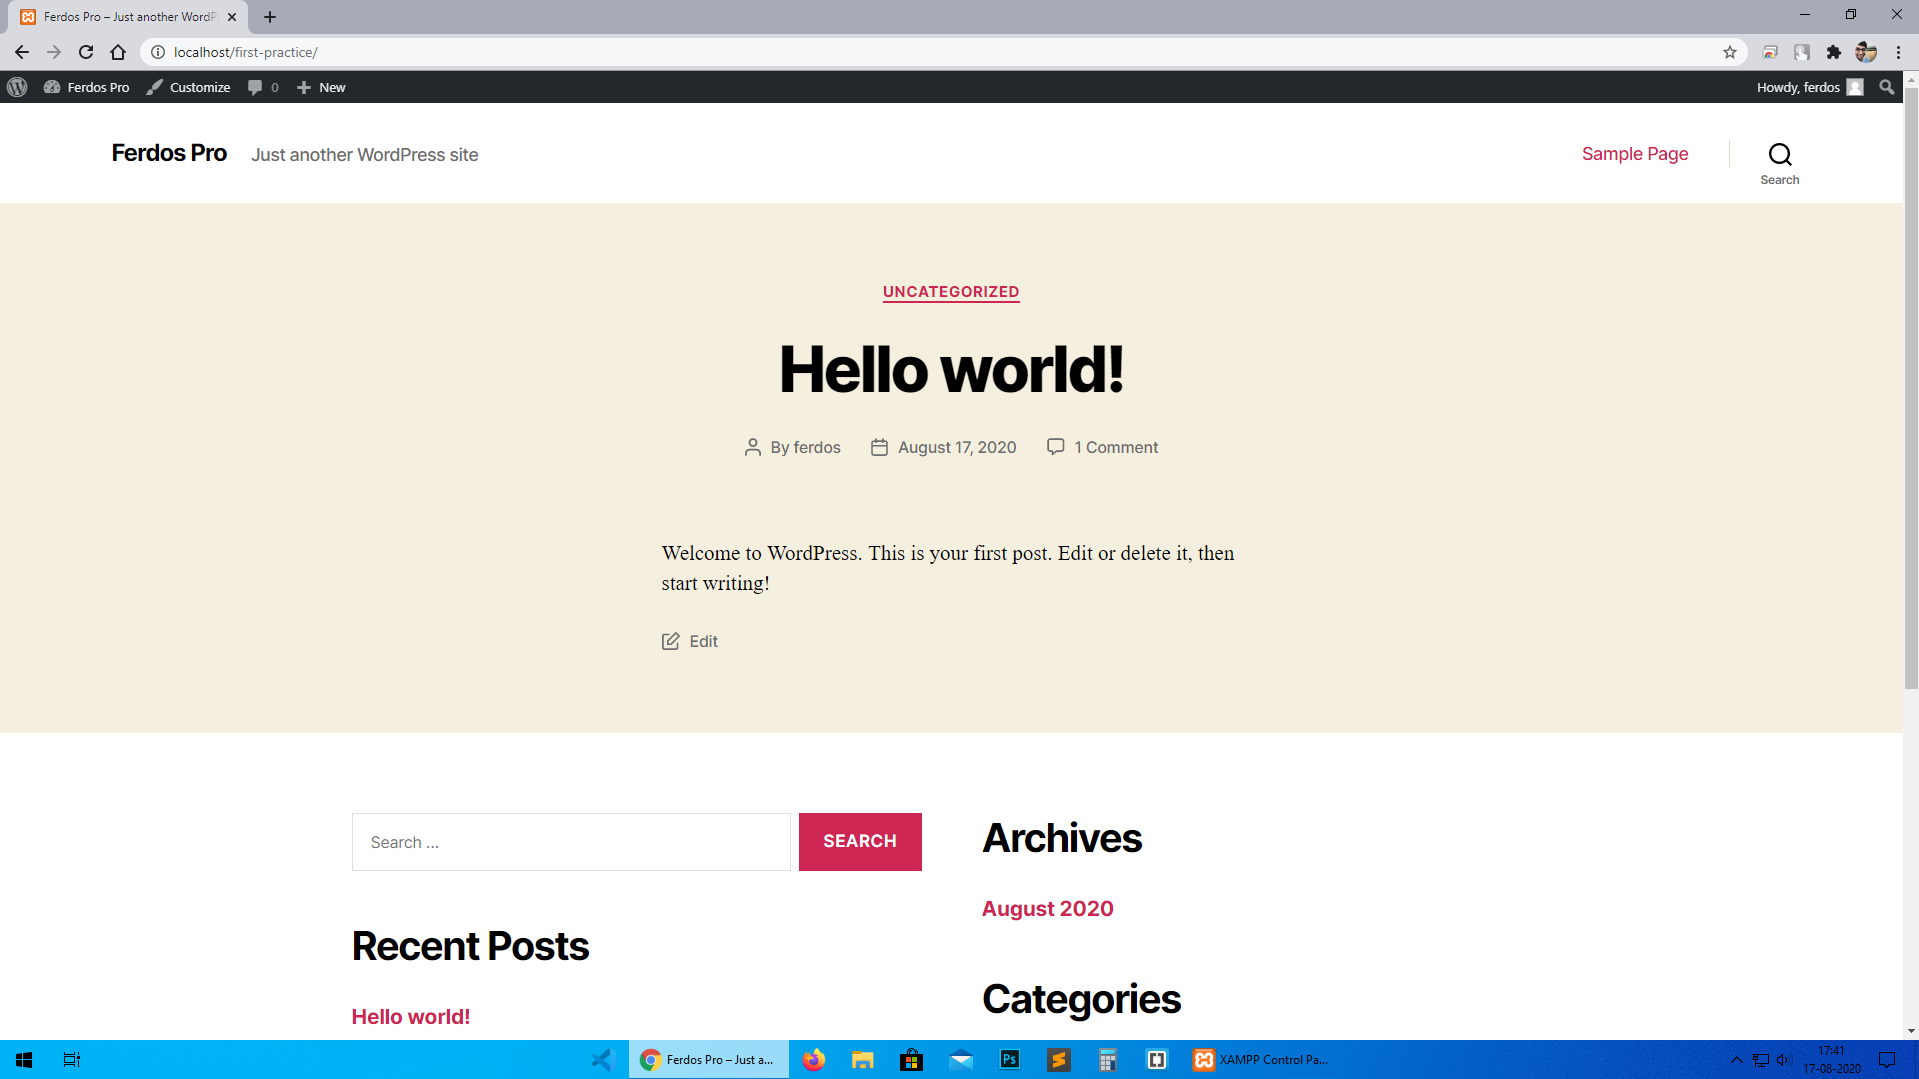 Ferdos Pro – Just another WordP
localhost/first-practice/
Ferdos Pro
Customize
0
New
Howdy, ferdos
Ferdos Pro
Just another WordPress site
Sample Page
Search
UNCATEGORIZED
Hello world!
By ferdos
August 17, 2020
1 Comment
Welcome to WordPress. This is your first post. Edit or delete it, then
start writing!
Edit
Search …
SEARCH
Archives
August 2020
Recent Posts
Categories
Hello world!
Ferdos Pro – Just a...
Ps
XAMPP Control Pa...
17:41
17-08-2020